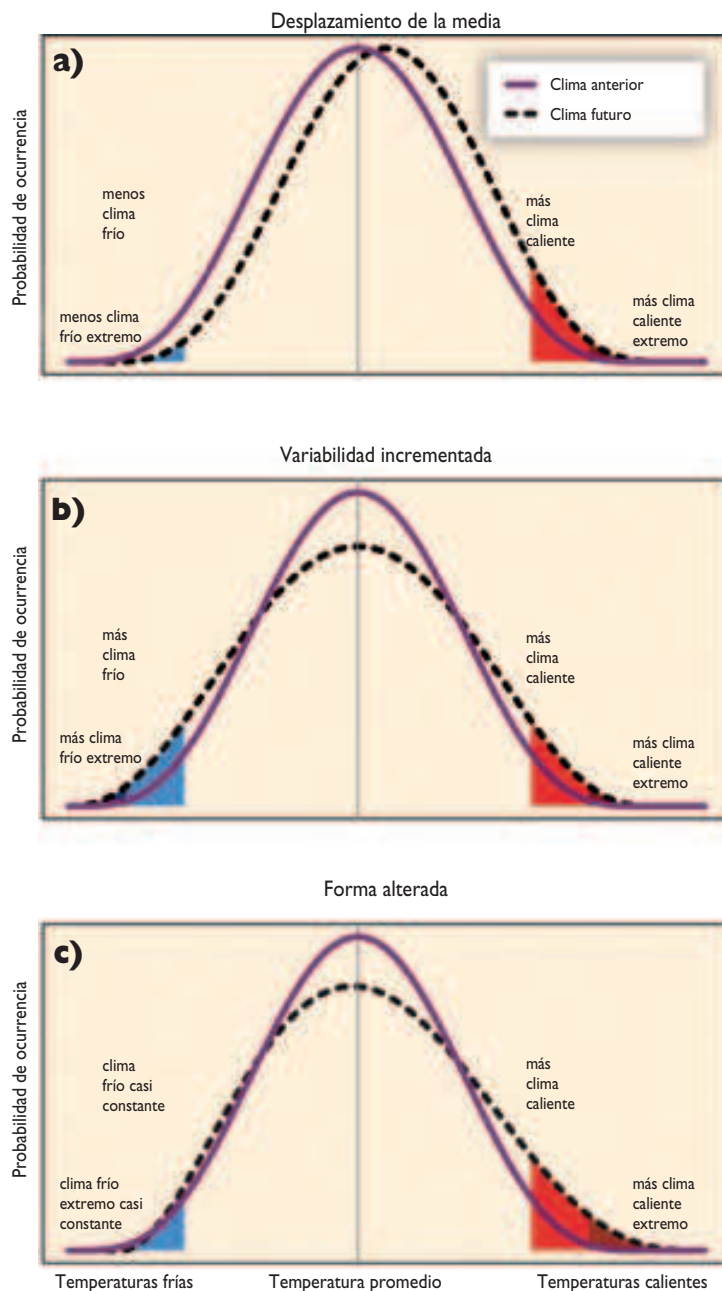 Desplazamiento de la media
a)
Clima anterior
Clima futuro
Probabilidad de ocurrencia
menos
clima
frío
más
clima
caliente
menos clima
frío extremo
más clima
caliente
extremo
Variabilidad incrementada
b)
Probabilidad de ocurrencia
más
clima
frío
más
clima
caliente
más clima
frío extremo
más clima
caliente
extremo
Forma alterada
c)
Probabilidad de ocurrencia
clima
frío casi
constante
más
clima
caliente
clima frío
extremo casi
constante
más clima
caliente
extremo
Temperaturas frías
Temperatura promedio
Temperaturas calientes